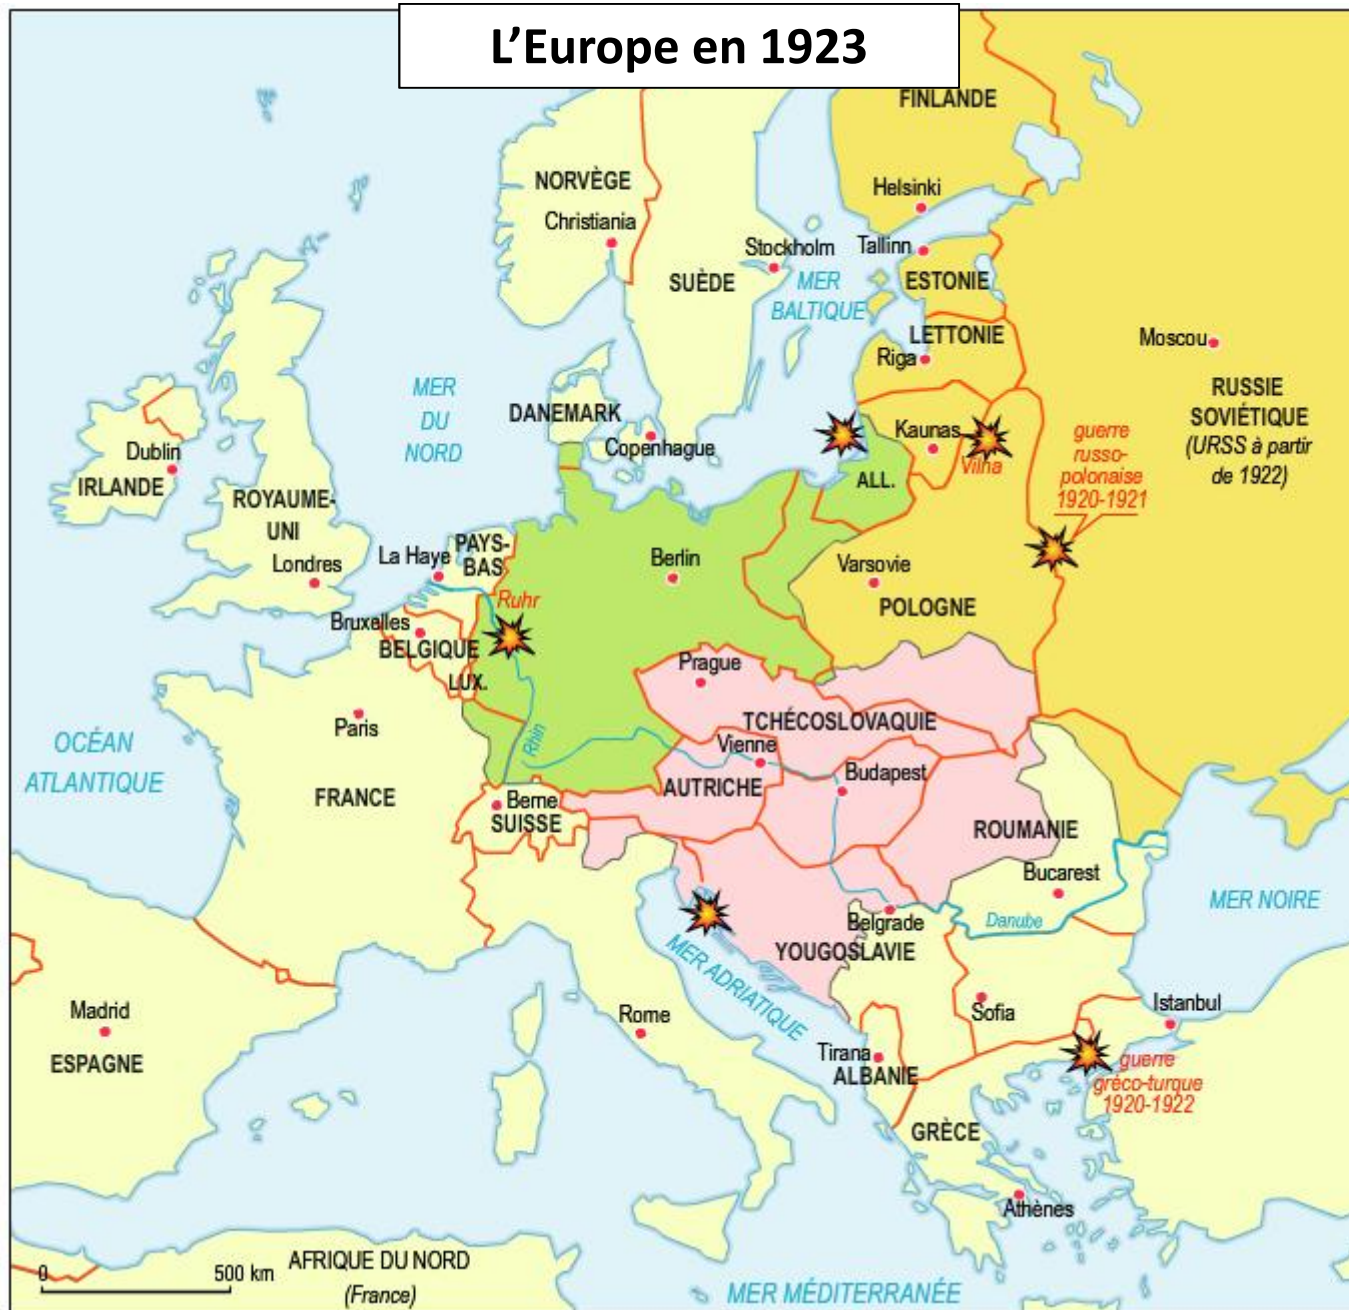 L’Europe en 1923
FINLANDE
Helsinki
NORVÈGE
Christiania
Stockholm
Tallinn
SUÈDE
MER
BALTIQUE
ESTONIE
LETTONIE
Riga
Moscou
MER
DU
NORD
DANEMARK
Copenhague
Kaunas
Vilna
ALL.
guerre
russo-
polonaise
1920-1921
RUSSIE
SOVIÉTIQUE
(URSS à partir
de 1922)
Dublin
IRLANDE
ROYAUME-
UNI
Londres
La Haye
PAYS-
BAS
Berlin
Varsovie
POLOGNE
Ruhr
Bruxelles
BELGIQUE
LUX.
Prague
TCHÉCOSLOVAQUIE
Paris
Rhin
Vienne
Budapest
OCÉAN
ATLANTIQUE
FRANCE
AUTRICHE
Berne
SUISSE
ROUMANIE
Bucarest
Belgrade
Danube
MER NOIRE
YOUGOSLAVIE
MER ADRIATIQUE
Madrid
ESPAGNE
Rome
Sofia
Istanbul
Tirana
ALBANIE
guerre
gréco-turque
1920-1922
GRÈCE
Athènes
AFRIQUE DU NORD
(France)
0
500 km
MER MÉDITERRANÉE